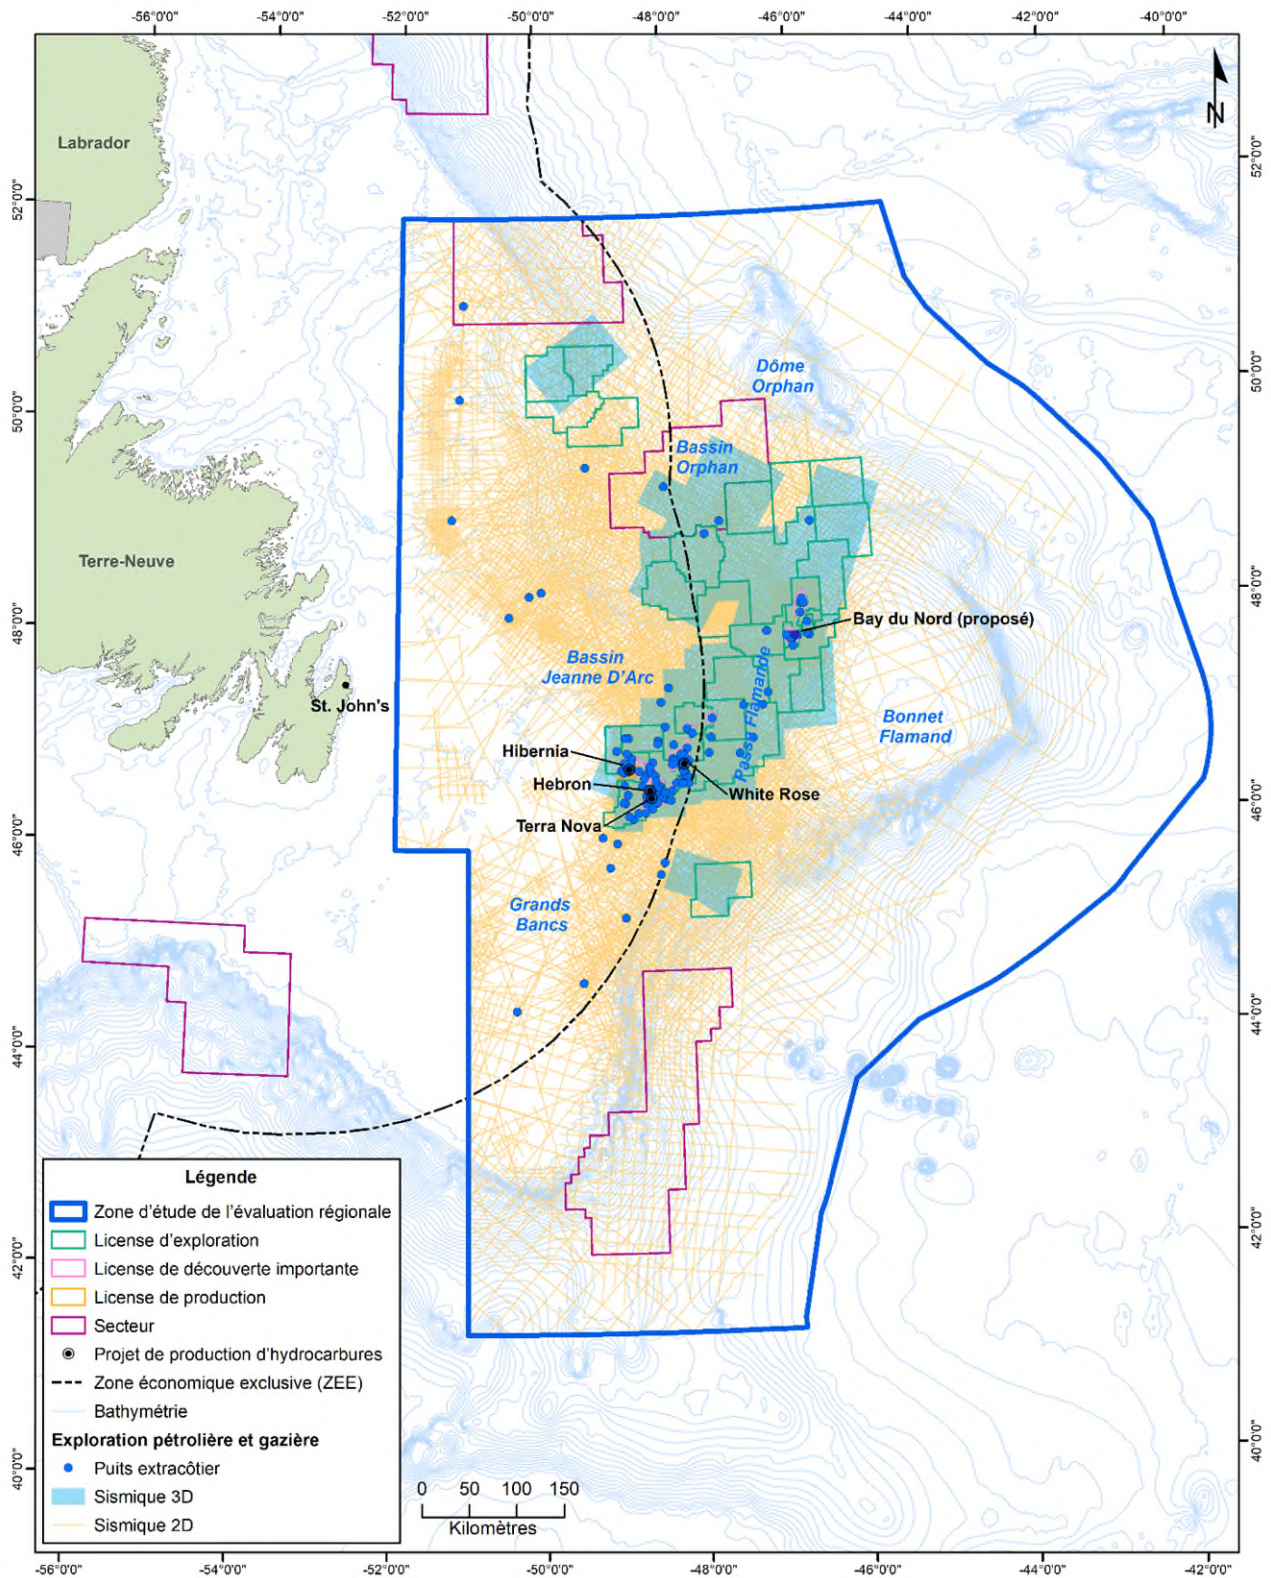 -56°0'0"
-54°0'0"
-52°0'0"
-50°0'0"
-48°0'0"
-46°0'0"
-44°0'0"
-42°0'0"
-40°0'0"
N
Labrador
52°0'0"
52°0'0"
50°0'0"
50°0'0"
Dôme
Orphan
Bassin
Orphan
Terre-Neuve
48°0'0"
48°0'0"
Bay du Nord (proposé)
Bassin
Jeanne D'Arc
St. John's
Passe Flamande
Bonnet
Flamand
Hibernia
Hebron
White Rose
Terra Nova
46°0'0"
46°0'0"
Grands
Bancs
44°0'0"
44°0'0"
42°0'0"
42°0'0"
40°0'0"
40°0'0"
Légende
Zone d'étude de l'évaluation régionale
License d'exploration
License de découverte importante
License de production
Secteur
Projet de production d'hydrocarbures
Zone économique exclusive (ZEE)
Bathymétrie
Exploration pétrolière et gazière
Puits extracôtier
Sismique 3D
Sismique 2D
0 50 100 150
Kilomètres
-56°0'0"
-54°0'0"
-52°0'0"
-50°0'0"
-48°0'0"
-46°0'0"
-44°0'0"
-42°0'0"